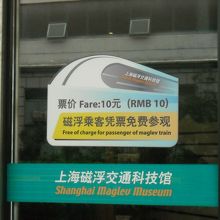 上海磁浮交通科技馆
票价 Fare:10元（RMB 10）
磁浮乘客凭票免费参观
Free of charge for passenger of maglev train
上海磁浮交通科技馆
Shanghai Maglev Museum